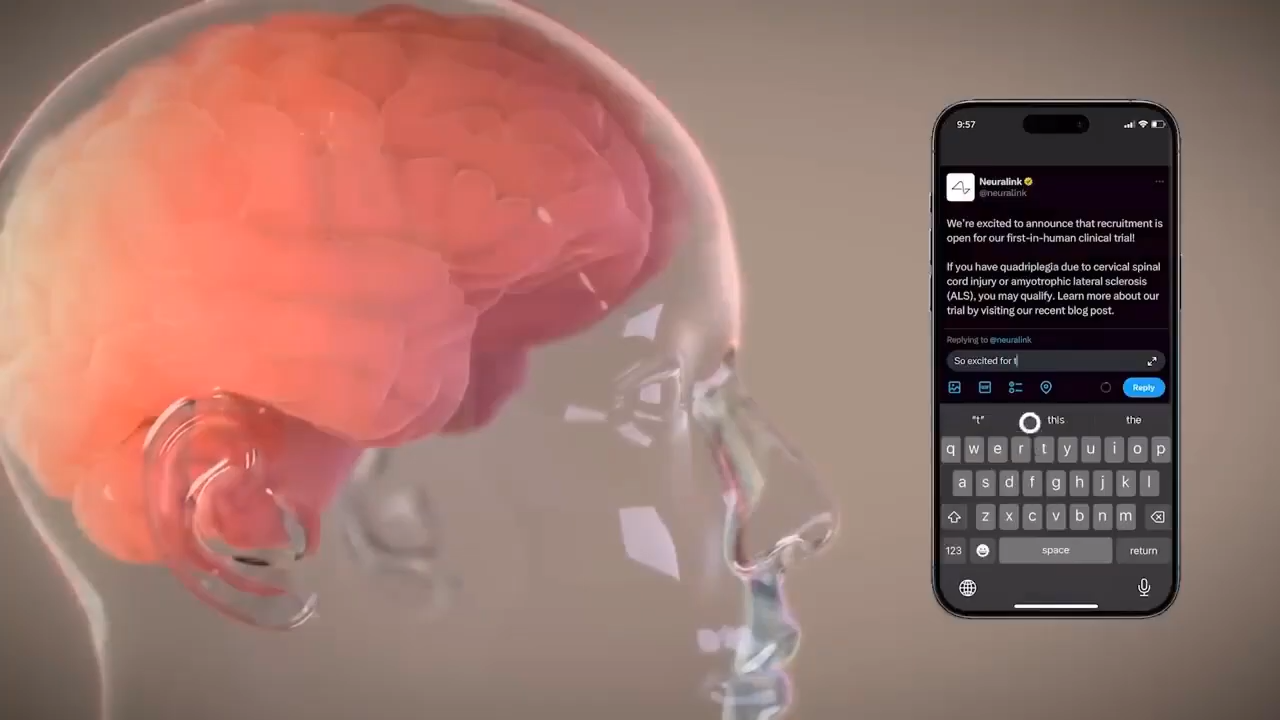 9:57
Neuralink
@neuralink
We're excited to announce that recruitment is
open for our first-in-human clinical trial!
If you have quadriplegia due to cervical spinal
cord injury or amyotrophic lateral sclerosis
(ALS), you may qualify. Learn more about our
trial by visiting our recent blog post.
Replying to @neuralink
So excited for t
GIF
Reply
"t" this the
q w e r t y u i o p
a s d f g h j k l
z x c v b n m
123 space return